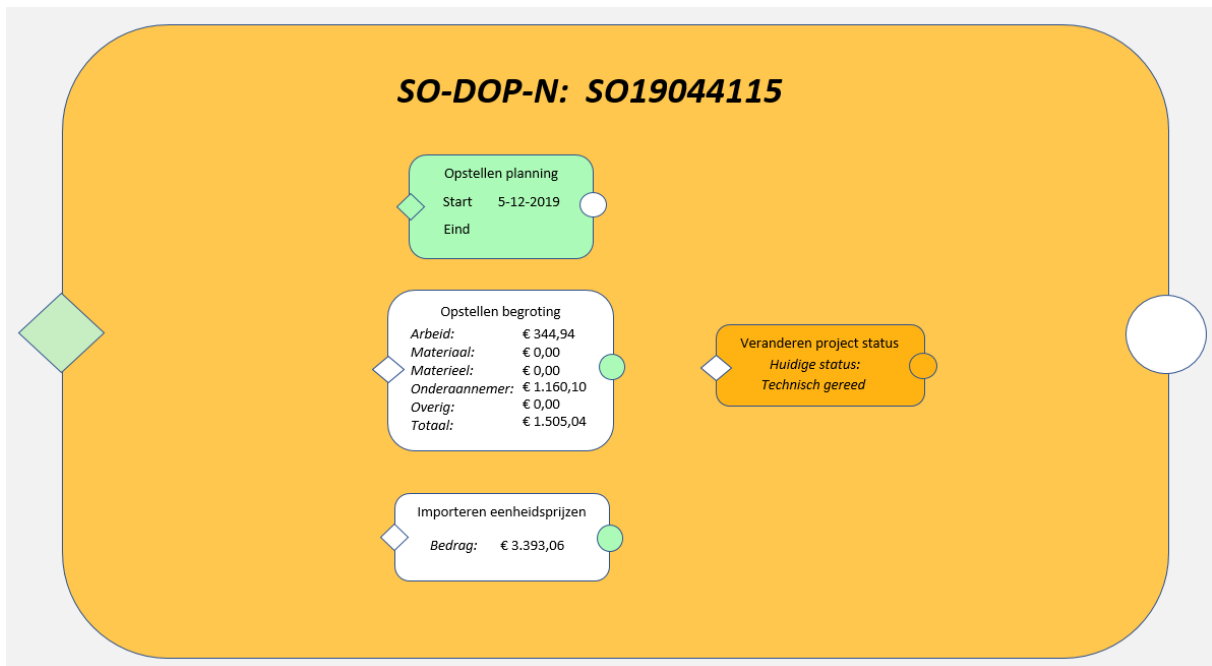 SO-DOP-N: SO19044115
Opstellen planning
Start 5-12-2019
Eind
Opstellen begroting
Arbeid: € 344,94
Materiaal: € 0,00
Materieel: € 0,00
Onderaannemer: € 1.160,10
Overig: € 0,00
Totaal: € 1.505,04
Veranderen project status
Huidige status:
Technisch gereed
Importeren eenheidsprijzen
Bedrag: € 3.393,06